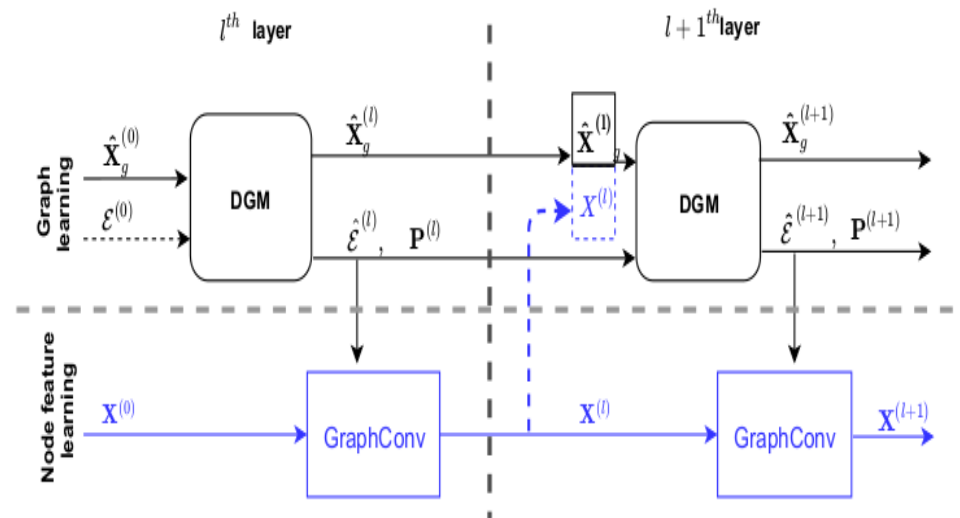 l^{th} layer
l + 1^{th} layer
Graph learning
X̂_g^{(0)}
ℰ^{(0)}
DGM
X̂_g^{(l)}
ℰ̂^{(l)}, P^{(l)}
X̂_g^{(l)}
X^{(l)}
DGM
X̂_g^{(l+1)}
ℰ̂^{(l+1)}, P^{(l+1)}
Node feature learning
X^{(0)}
GraphConv
X^{(l)}
GraphConv
X^{(l+1)}